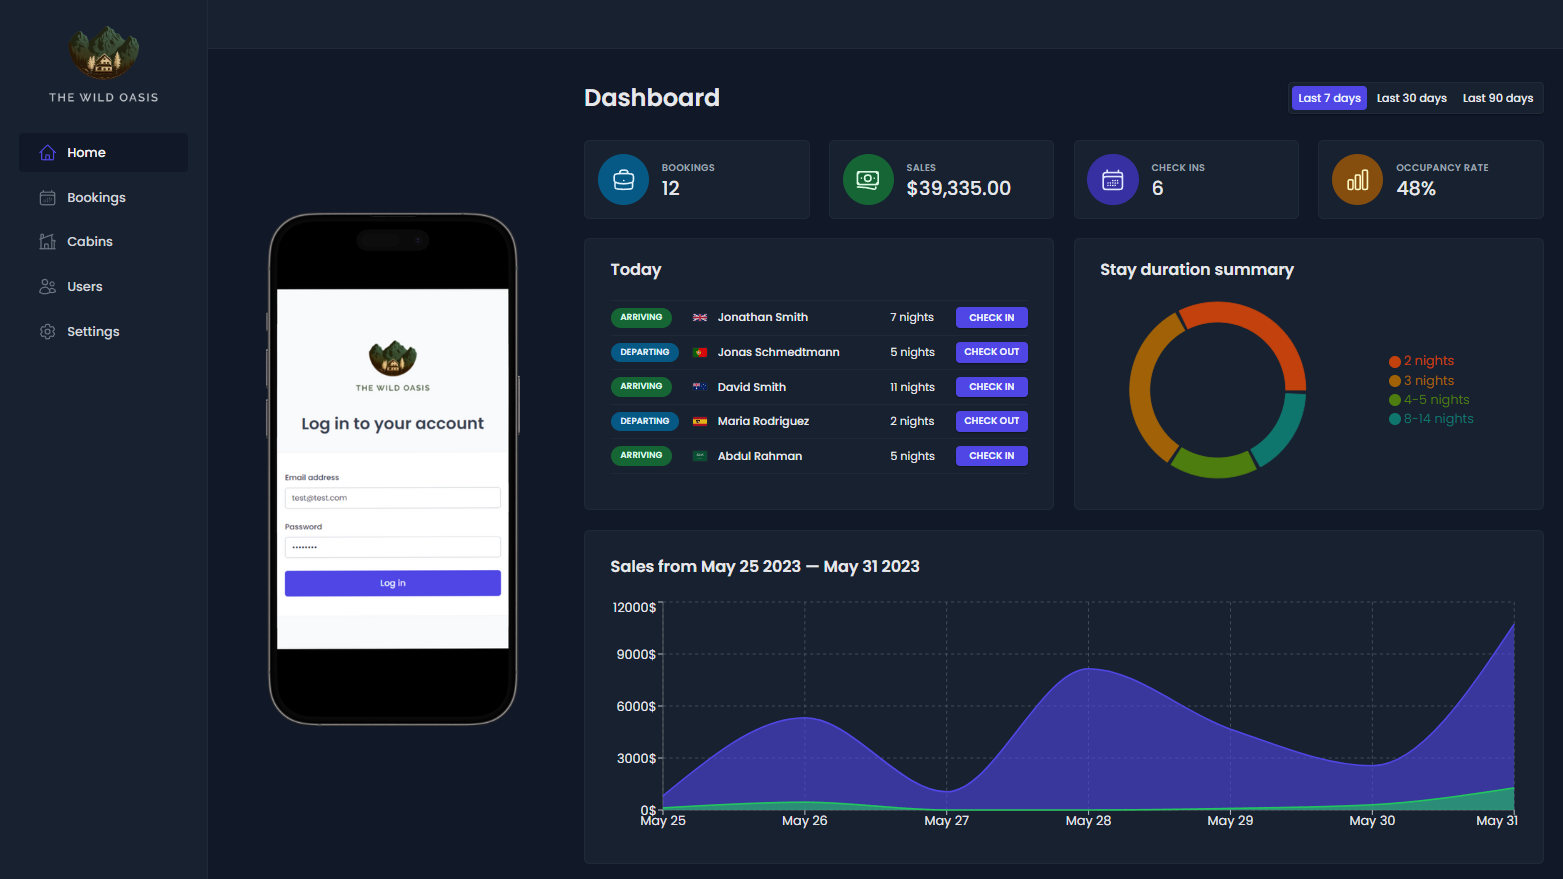 THE WILD OASIS
Home
Bookings
Cabins
Users
Settings
THE WILD OASIS
Log in to your account
Email address
test@test.com
Password
••••••••
Log in
Dashboard
Last 7 days Last 30 days Last 90 days
BOOKINGS
12
SALES
$39,335.00
CHECK INS
6
OCCUPANCY RATE
48%
Today
ARRIVING Jonathan Smith 7 nights CHECK IN
DEPARTING Jonas Schmedtmann 5 nights CHECK OUT
ARRIVING David Smith 11 nights CHECK IN
DEPARTING Maria Rodriguez 2 nights CHECK OUT
ARRIVING Abdul Rahman 5 nights CHECK IN
Stay duration summary
2 nights
3 nights
4-5 nights
8-14 nights
Sales from May 25 2023 — May 31 2023
12000$
9000$
6000$
3000$
0$
May 25 May 26 May 27 May 28 May 29 May 30 May 31